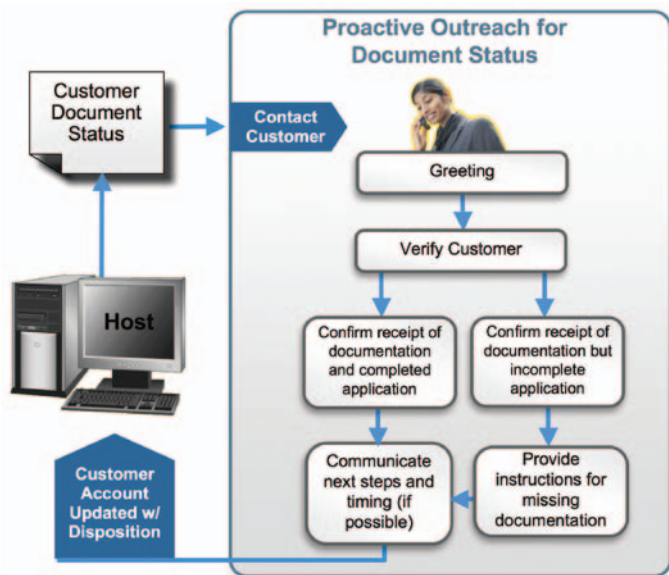 Proactive Outreach for
Document Status
Customer
Document
Status
Contact
Customer
Greeting
Verify Customer
Host
Confirm receipt of
documentation
and completed
application
Confirm receipt of
documentation but
incomplete
application
Customer
Account
Updated w/
Disposition
Communicate
next steps and
timing (if
possible)
Provide
instructions for
missing
documentation